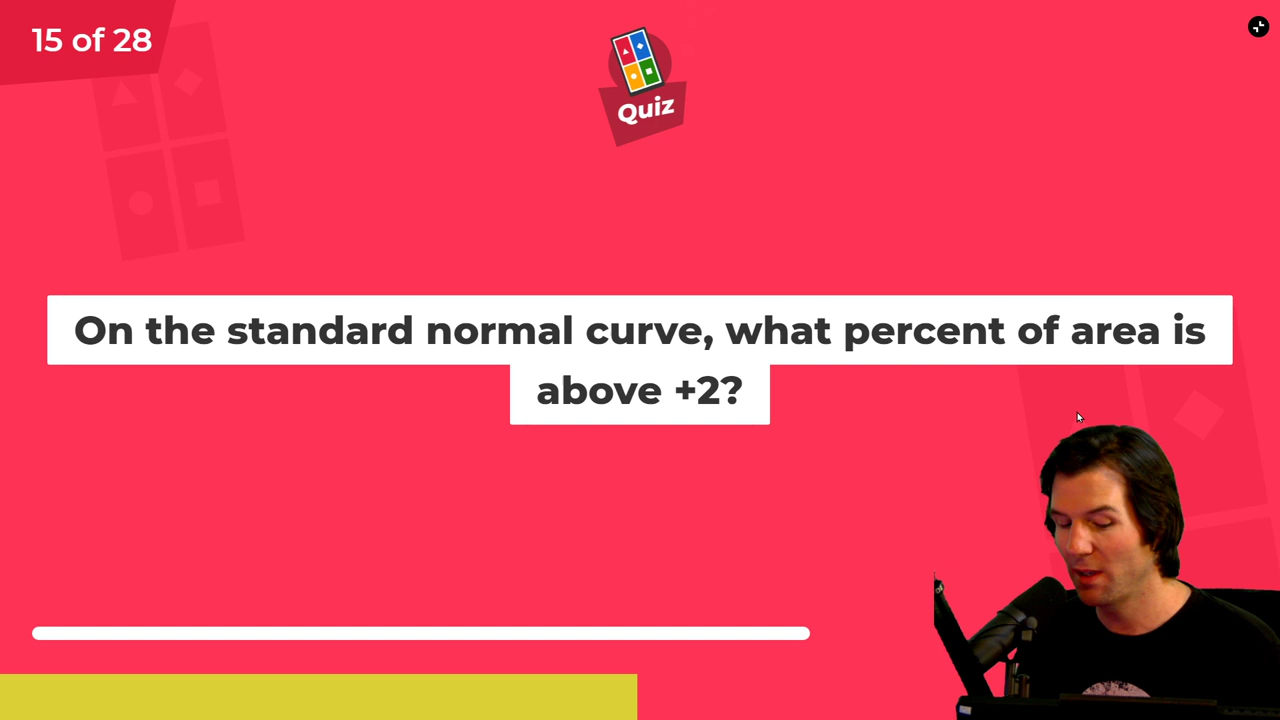 15 of 28
Quiz
On the standard normal curve, what percent of area is
above +2?